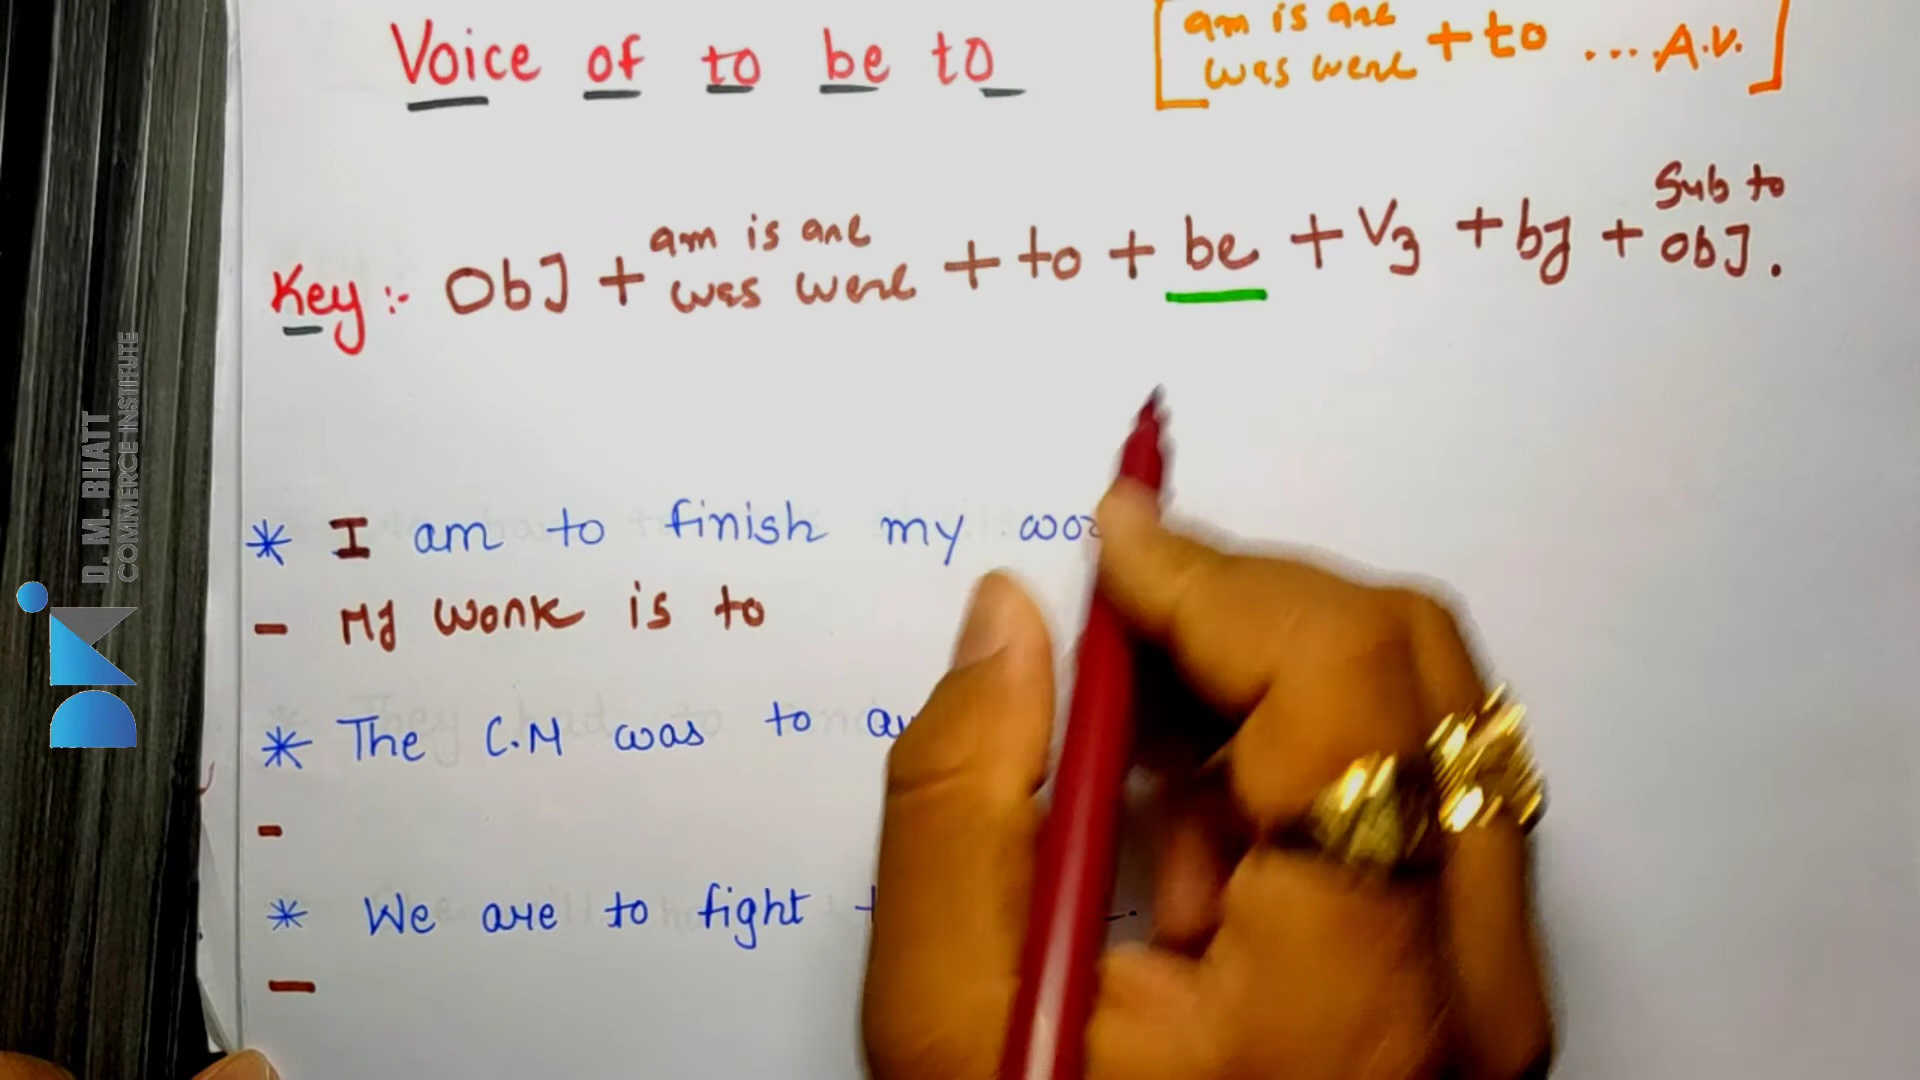 Voice of to be to
[am is are
was were + to ... A.V.]
Key :- Obj + am is are
was were + to + be + V3 + by + Sub to
obj.
* I am to finish my
- My work is to
* The C.M was to
-
* We are to fight
-
D. M. BHATT
COMMERCE INSTITUTE